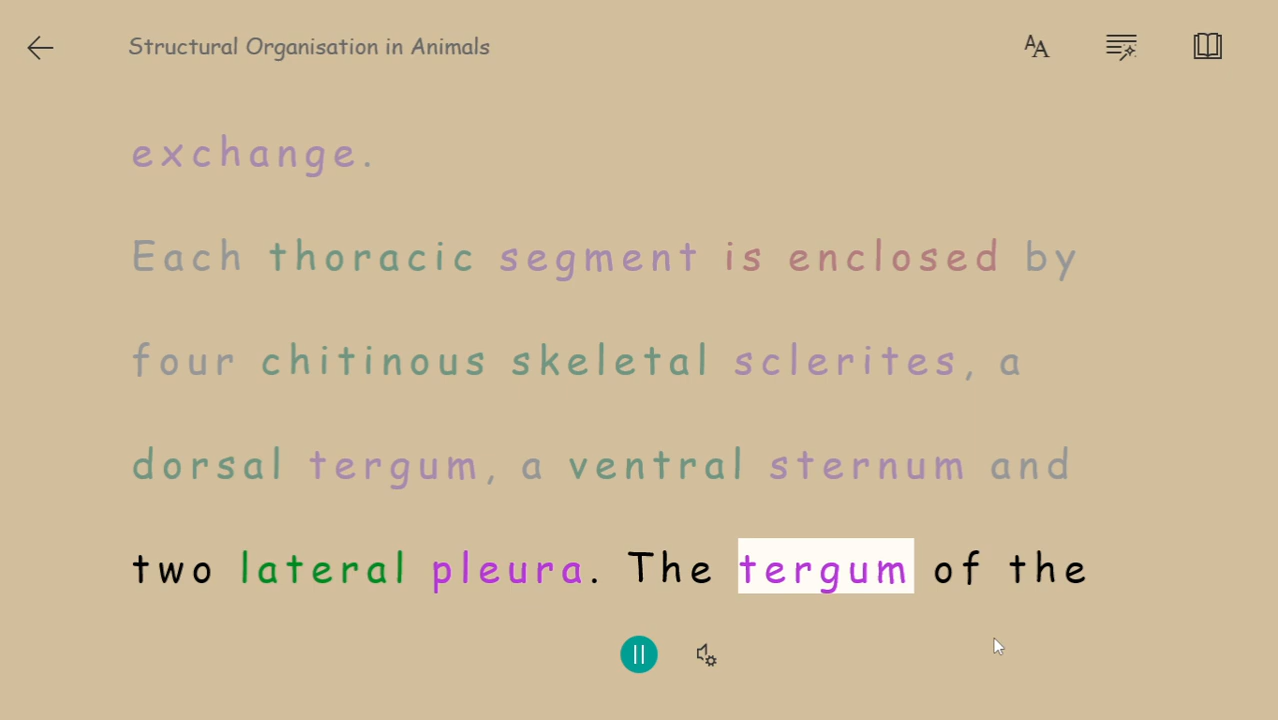 Structural Organisation in Animals
exchange.
Each thoracic segment is enclosed by
four chitinous skeletal sclerites, a
dorsal tergum, a ventral sternum and
two lateral pleura. The tergum of the